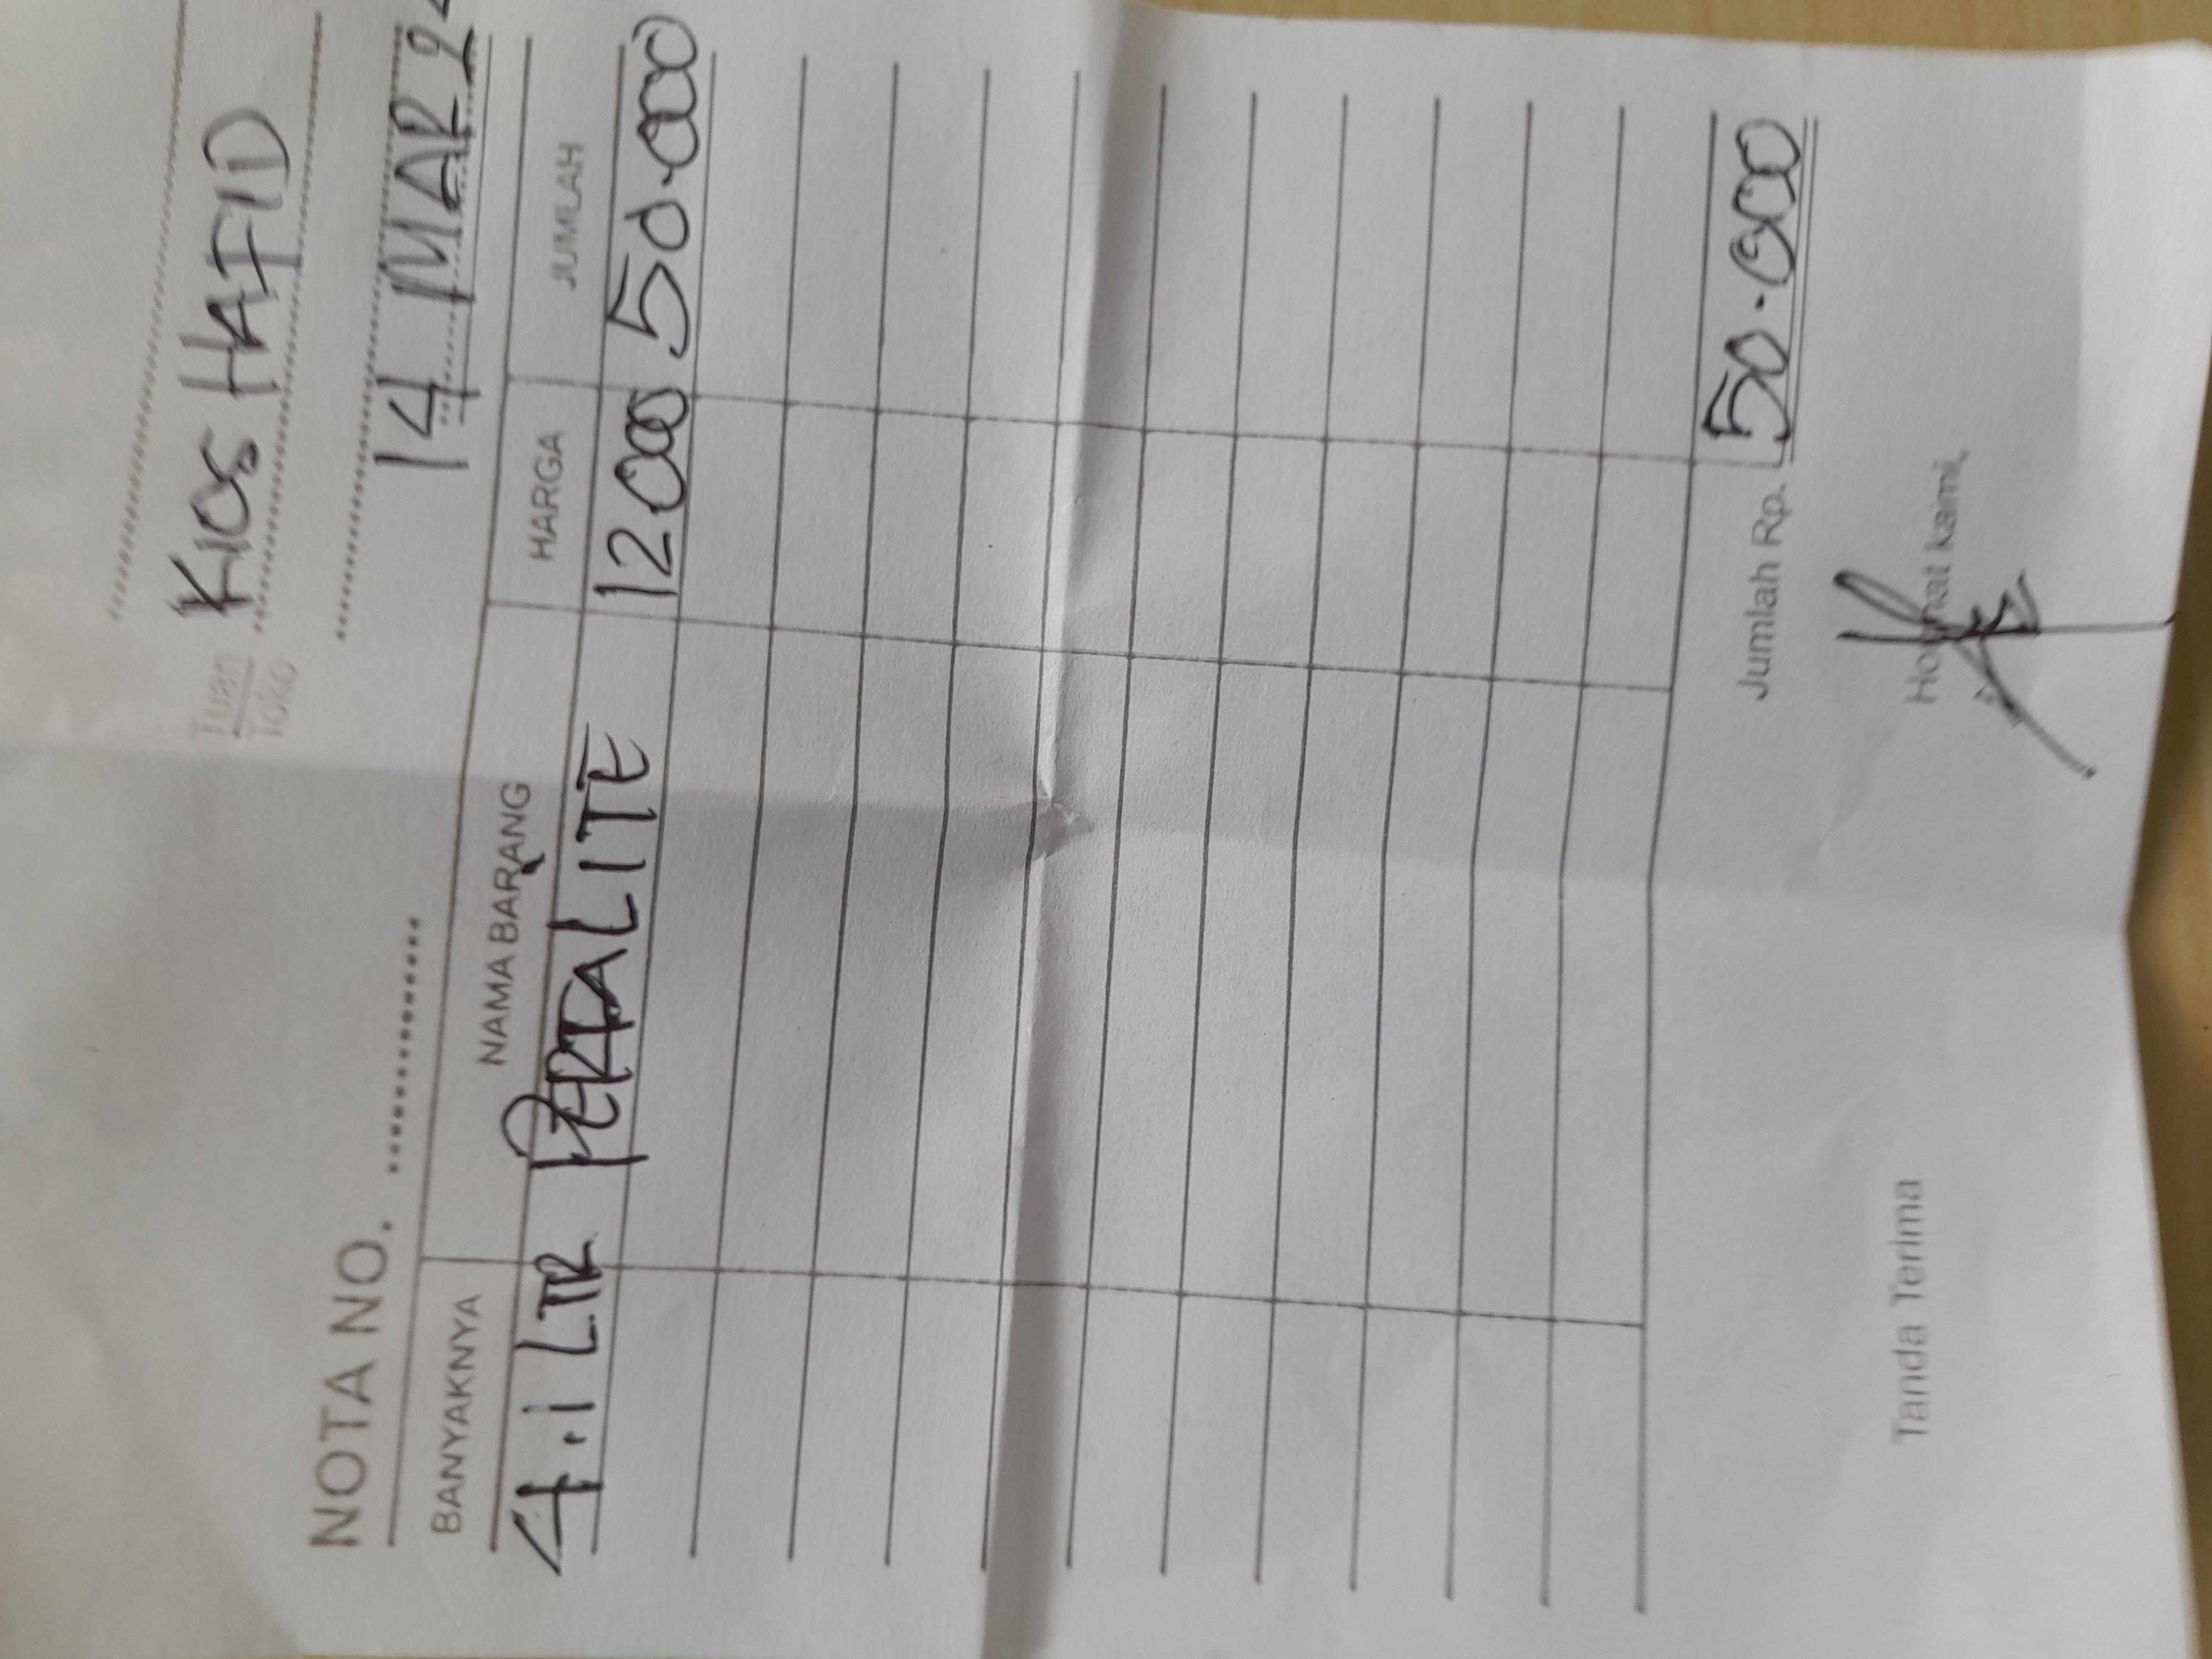 Tuan KIOS HAFID
Toko
14 MAR 2
NOTA NO.
BANYAKNYA NAMA BARANG HARGA JUMLAH
4.1 LTR PERTALITE 12000 50.000
Jumlah Rp. 50.000
Tanda Terima Hormat kami,